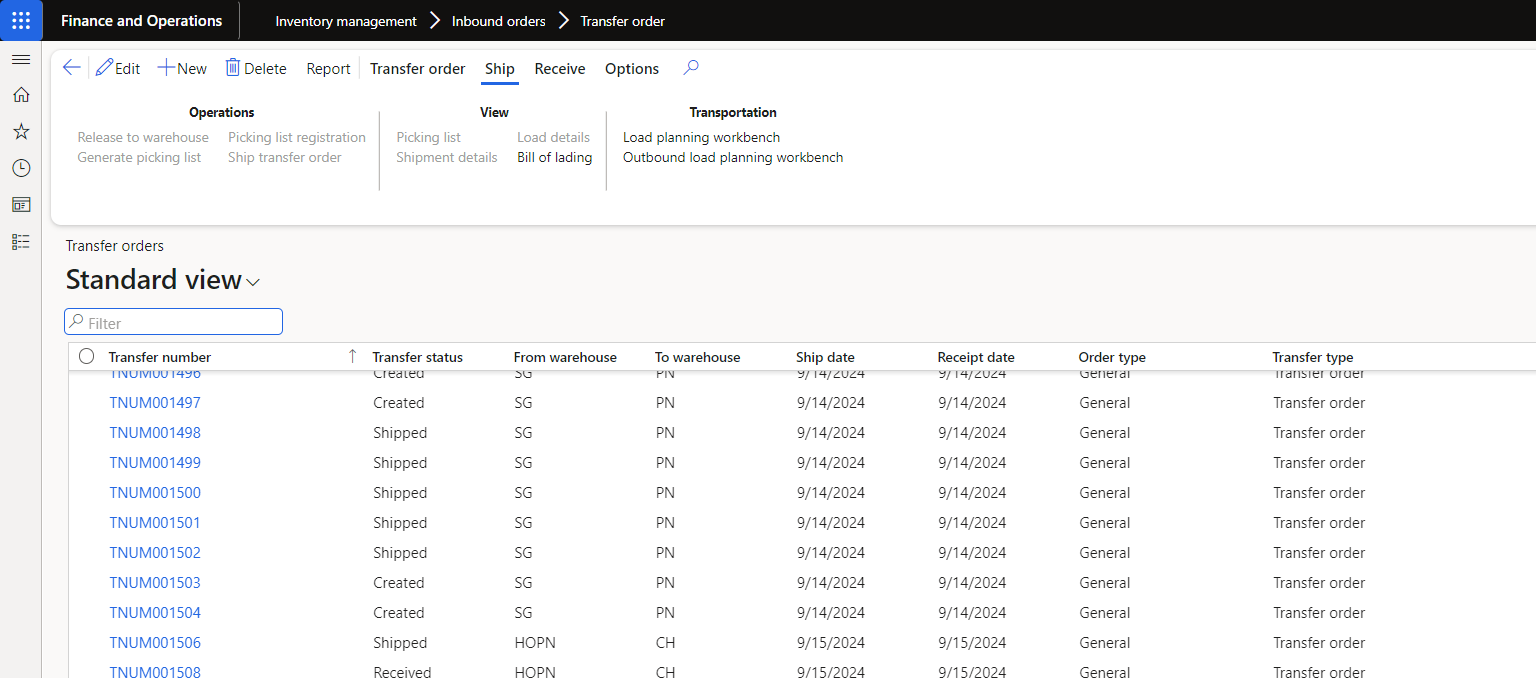 Finance and Operations Inventory management Inbound orders Transfer order
Edit New Delete Report Transfer order Ship Receive Options
Operations View Transportation
Release to warehouse Picking list registration Picking list Load details Load planning workbench
Generate picking list Ship transfer order Shipment details Bill of lading Outbound load planning workbench
Transfer orders
Standard view
Filter
Transfer number Transfer status From warehouse To warehouse Ship date Receipt date Order type Transfer type
TNUM001496 Created SG PN 9/14/2024 9/14/2024 General Transfer order
TNUM001497 Created SG PN 9/14/2024 9/14/2024 General Transfer order
TNUM001498 Shipped SG PN 9/14/2024 9/14/2024 General Transfer order
TNUM001499 Shipped SG PN 9/14/2024 9/14/2024 General Transfer order
TNUM001500 Shipped SG PN 9/14/2024 9/14/2024 General Transfer order
TNUM001501 Shipped SG PN 9/14/2024 9/14/2024 General Transfer order
TNUM001502 Shipped SG PN 9/14/2024 9/14/2024 General Transfer order
TNUM001503 Created SG PN 9/14/2024 9/14/2024 General Transfer order
TNUM001504 Created SG PN 9/14/2024 9/14/2024 General Transfer order
TNUM001506 Shipped HOPN CH 9/15/2024 9/15/2024 General Transfer order
TNUM001508 Received HOPN CH 9/15/2024 9/15/2024 General Transfer order